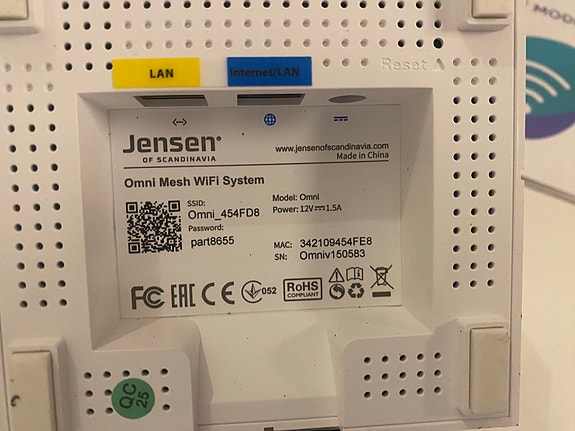 MOD
Reset
LAN
Internet/LAN
Jensen
OF SCANDINAVIA
www.jensenofscandinavia.com
Made in China
Omni Mesh WiFi System
SSID:
Omni_454FD8
Password:
part8655
Model: Omni
Power: 12V⎓1.5A
MAC: 342109454FE8
SN: Omniv150583
FC EAC CE 052 RoHS
COMPLIANT
QC
25